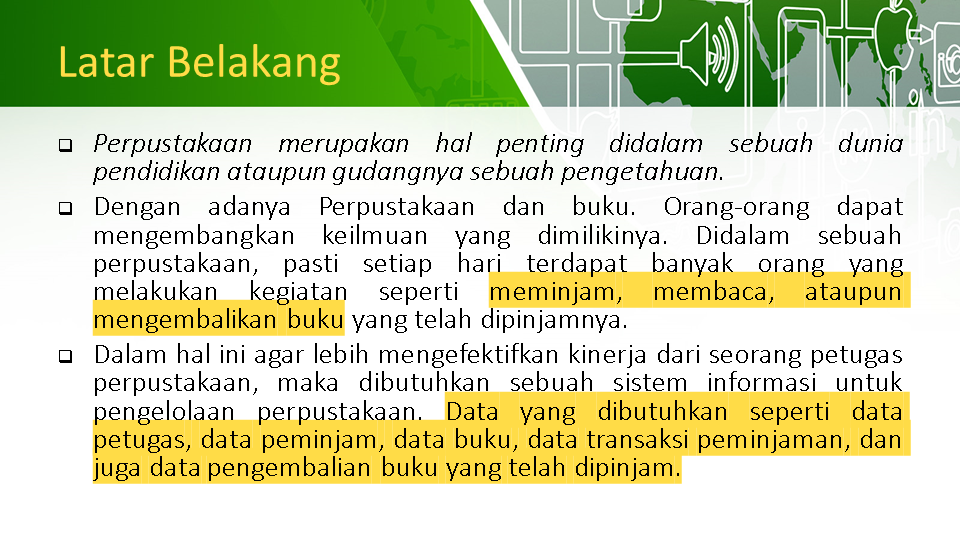 Latar Belakang
Perpustakaan merupakan hal penting didalam sebuah dunia
pendidikan ataupun gudangnya sebuah pengetahuan.
Dengan adanya Perpustakaan dan buku. Orang-orang dapat
mengembangkan keilmuan yang dimilikinya. Didalam sebuah
perpustakaan, pasti setiap hari terdapat banyak orang yang
melakukan kegiatan seperti meminjam, membaca, ataupun
mengembalikan buku yang telah dipinjamnya.
Dalam hal ini agar lebih mengefektifkan kinerja dari seorang petugas
perpustakaan, maka dibutuhkan sebuah sistem informasi untuk
pengelolaan perpustakaan. Data yang dibutuhkan seperti data
petugas, data peminjam, data buku, data transaksi peminjaman, dan
juga data pengembalian buku yang telah dipinjam.